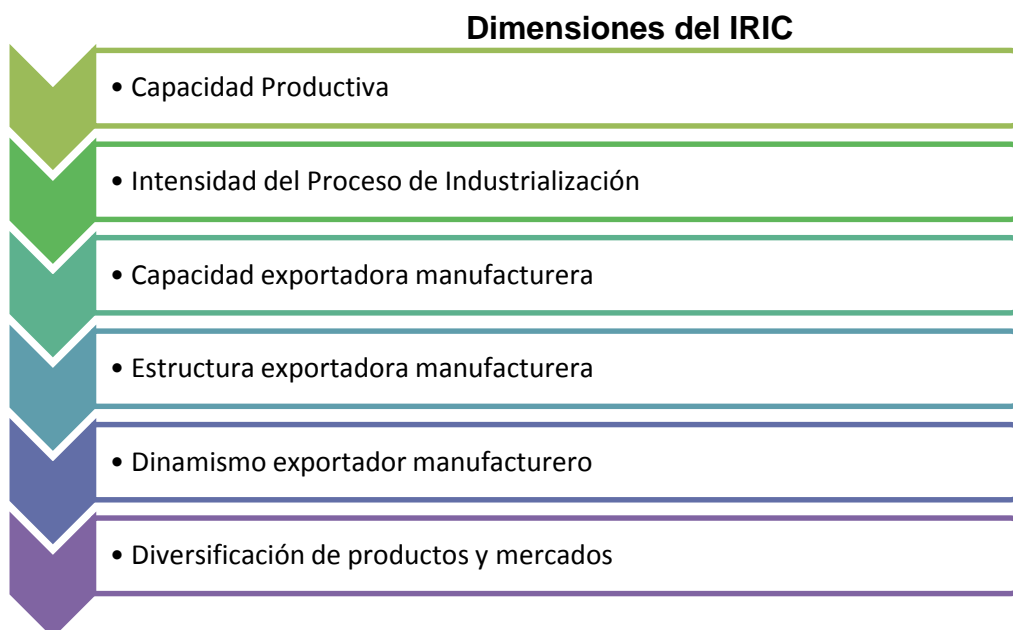 Dimensiones del IRIC
• Capacidad Productiva
• Intensidad del Proceso de Industrialización
• Capacidad exportadora manufacturera
• Estructura exportadora manufacturera
• Dinamismo exportador manufacturero
• Diversificación de productos y mercados